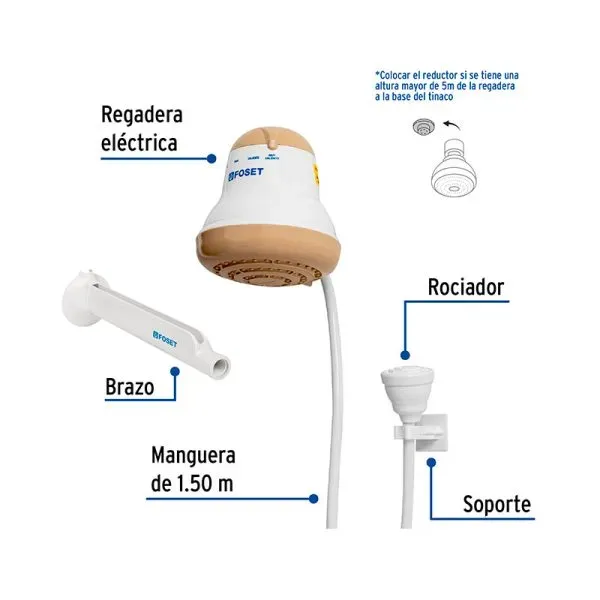 *Colocar el reductor si se tiene una
altura mayor de 5m de la regadera
a la base del tinaco
Regadera
eléctrica
FOSET
Rociador
FOSET
Brazo
Manguera
de 1.50 m
Soporte